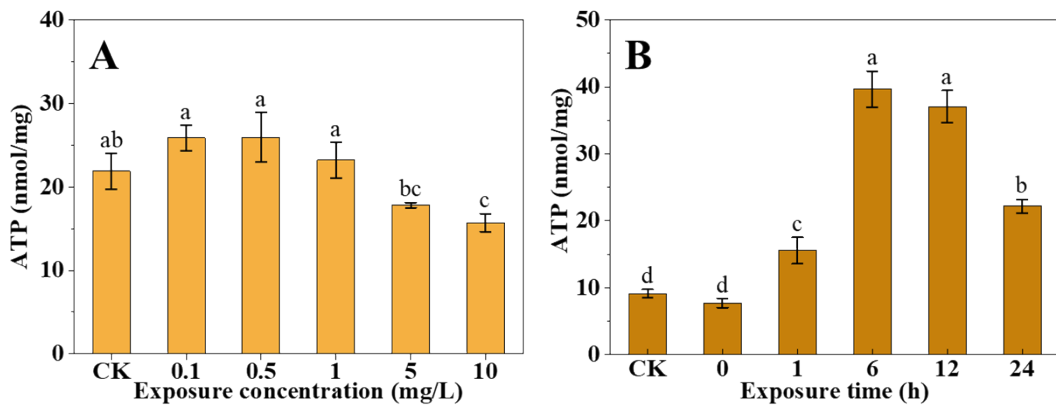 A
ATP (nmol/mg)
40
30
20
10
0
ab
a
a
a
bc
c
CK 0.1 0.5 1 5 10
Exposure concentration (mg/L)
B
ATP (nmol/mg)
50
40
30
20
10
0
d
d
c
a
a
b
CK 0 1 6 12 24
Exposure time (h)